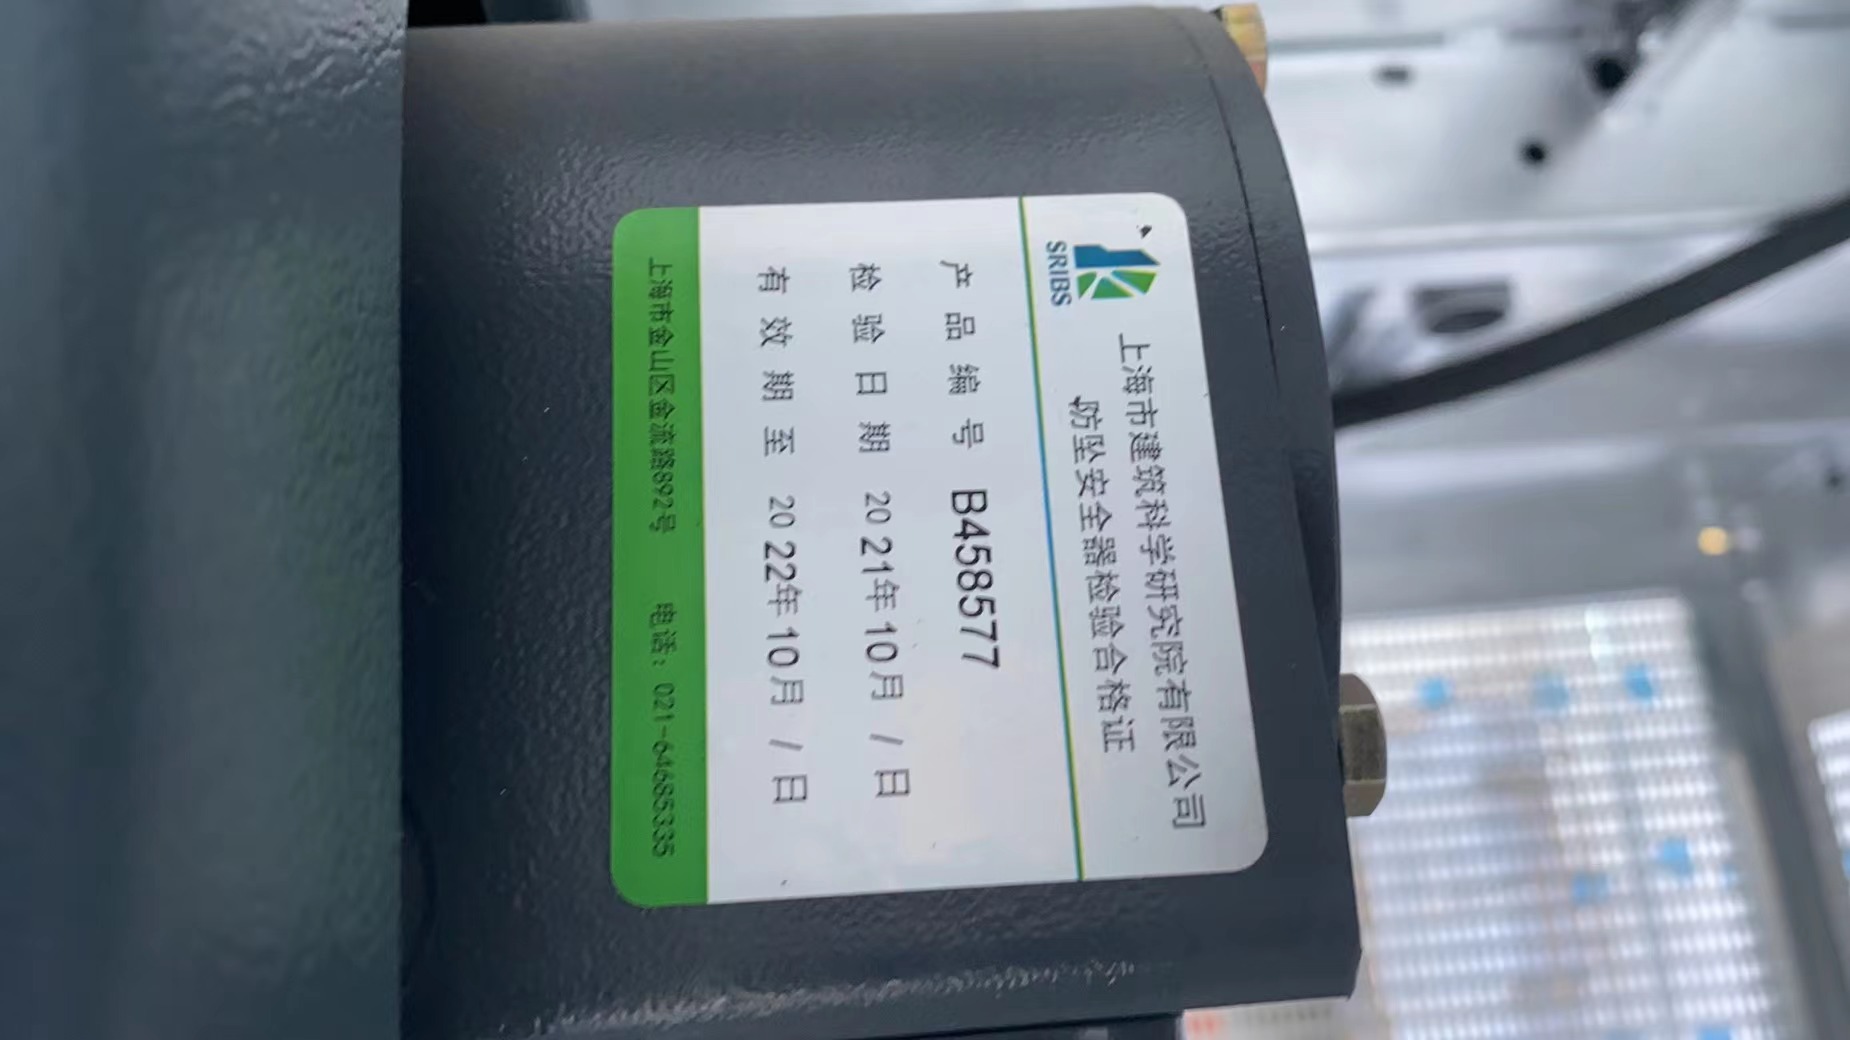 SRIBS
上海市建筑科学研究院有限公司
防坠安全器检验合格证
产品编号 B458577
检验日期 2021年10月/日
有效期至 2022年10月/日
上海市金山区金流路892号 电话：021-64685335